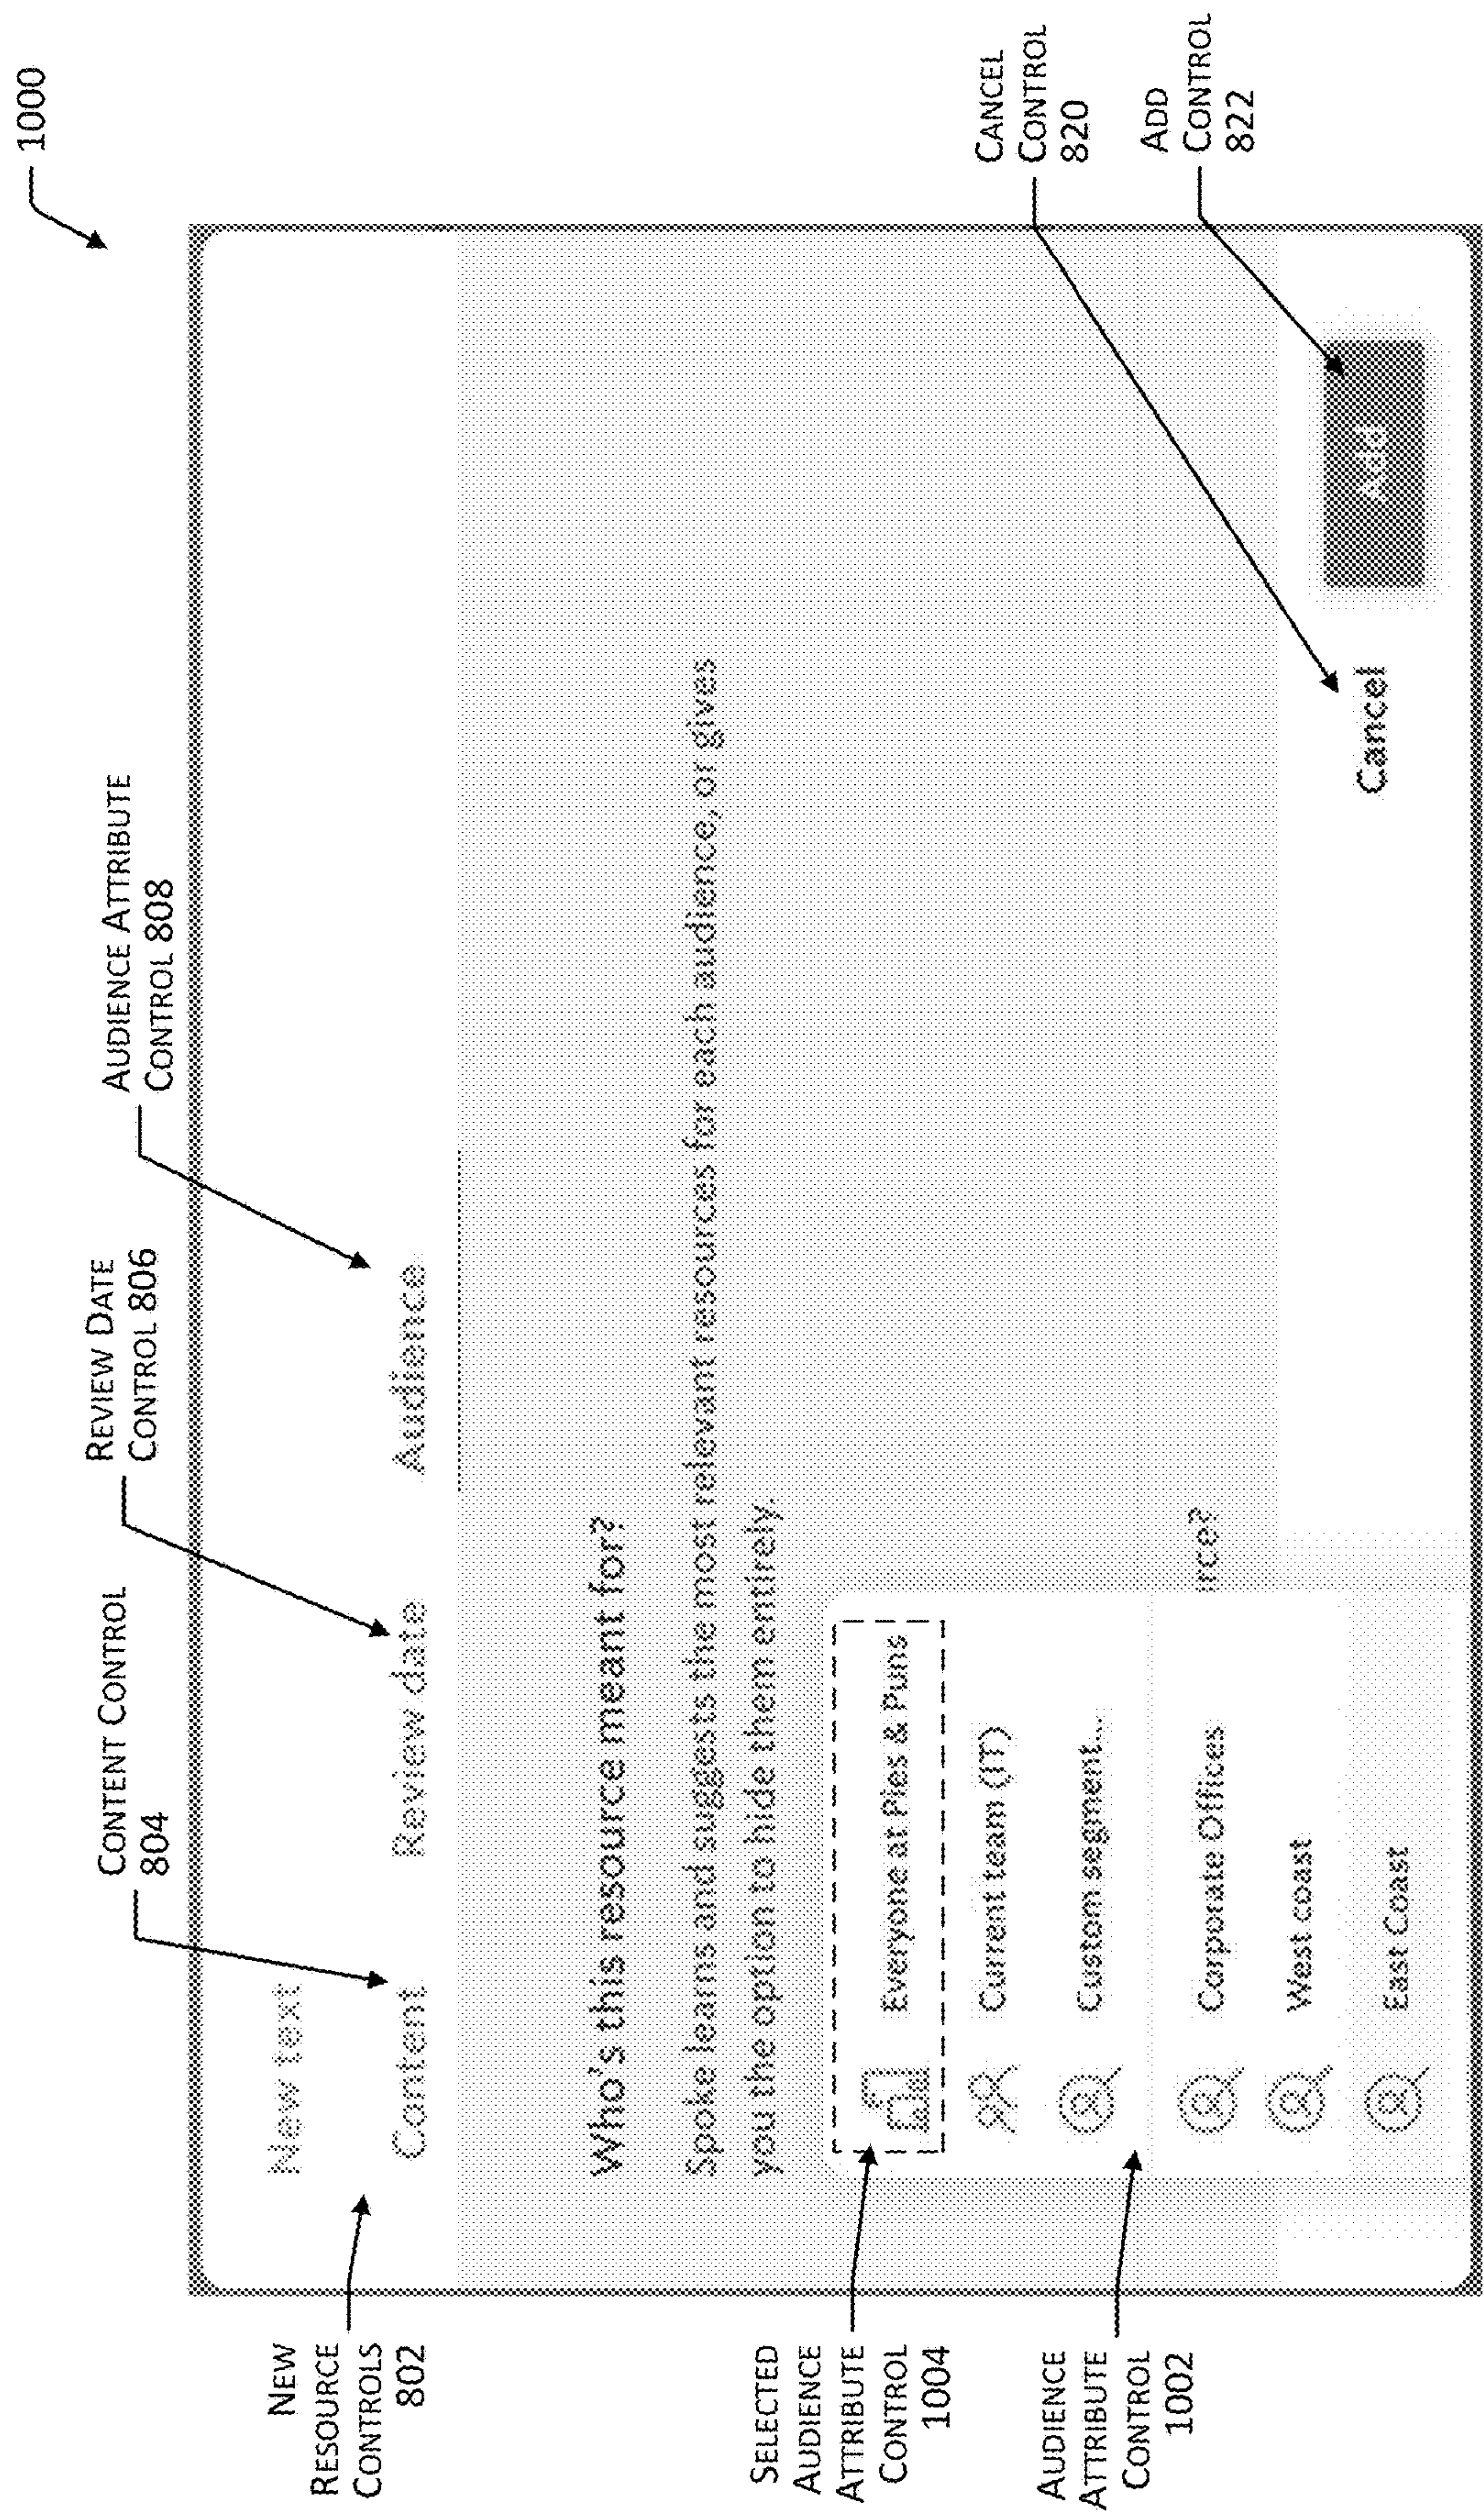 1000
CONTENT CONTROL
804
REVIEW DATE
CONTROL 806
AUDIENCE ATTRIBUTE
CONTROL 808
NEW
RESOURCE
CONTROLS
802
New text
Content
Review date
Audience
Who's this resource meant for?
Spoke learns and suggests the most relevant resources for each audience, or gives
you the option to hide them entirely.
SELECTED
AUDIENCE
ATTRIBUTE
CONTROL
1004
Everyone at Pies & Puns
Current team (IT)
Custom segment...
AUDIENCE
ATTRIBUTE
CONTROL
1002
Corporate Offices
rce?
West coast
East Coast
Cancel
Add
CANCEL
CONTROL
820
ADD
CONTROL
822